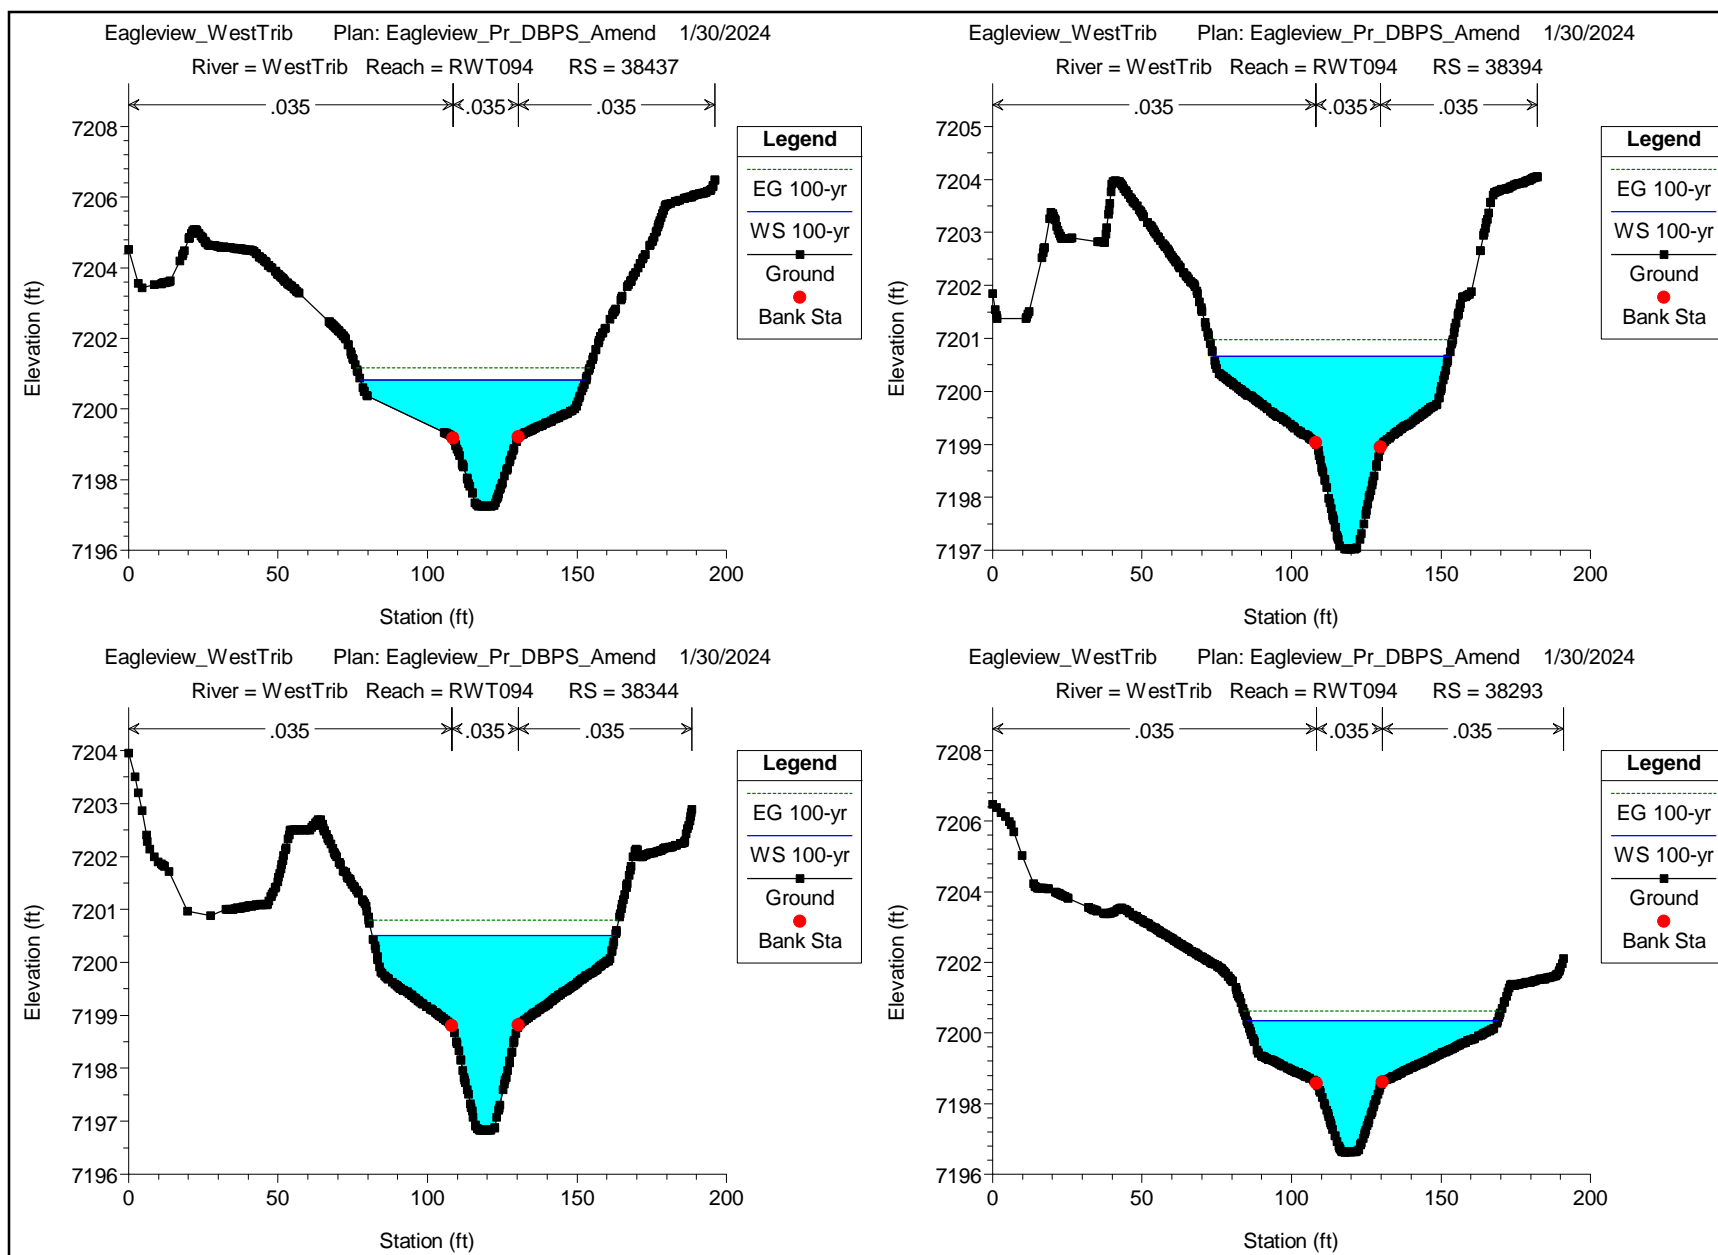 Eagleview_WestTrib Plan: Eagleview_Pr_DBPS_Amend 1/30/2024
River = WestTrib Reach = RWT094 RS = 38437
.035 .035 .035
7208
7206
7204
7202
7200
7198
7196
Elevation (ft)
0 50 100 150 200
Station (ft)
Legend
EG 100-yr
WS 100-yr
Ground
Bank Sta
Eagleview_WestTrib Plan: Eagleview_Pr_DBPS_Amend 1/30/2024
River = WestTrib Reach = RWT094 RS = 38394
.035 .035 .035
7205
7204
7203
7202
7201
7200
7199
7198
7197
Elevation (ft)
0 50 100 150 200
Station (ft)
Legend
EG 100-yr
WS 100-yr
Ground
Bank Sta
Eagleview_WestTrib Plan: Eagleview_Pr_DBPS_Amend 1/30/2024
River = WestTrib Reach = RWT094 RS = 38344
.035 .035 .035
7204
7203
7202
7201
7200
7199
7198
7197
7196
Elevation (ft)
0 50 100 150 200
Station (ft)
Legend
EG 100-yr
WS 100-yr
Ground
Bank Sta
Eagleview_WestTrib Plan: Eagleview_Pr_DBPS_Amend 1/30/2024
River = WestTrib Reach = RWT094 RS = 38293
.035 .035 .035
7208
7206
7204
7202
7200
7198
7196
Elevation (ft)
0 50 100 150 200
Station (ft)
Legend
EG 100-yr
WS 100-yr
Ground
Bank Sta